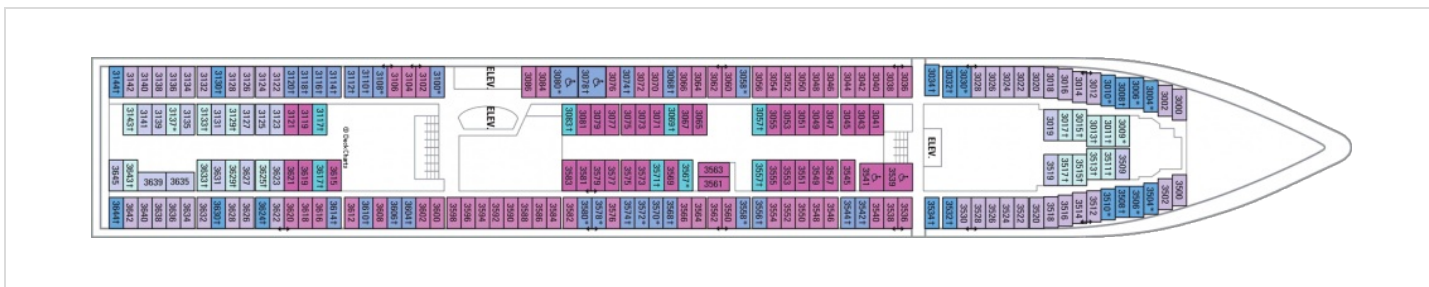 3144† 3142 3140 3138 3136 3134 3132 3130† 3128 3126 3124 3122 3120† 3118† 3116† 3114† 3112† 3110† 3108* 3106 3104 3102 3100*
ELEV.
3086 3084 3080* 3078† 3076 3074† 3072 3070 3068† 3066 3064 3062 3060 3058* 3056 3054 3052 3050 3048 3046 3044 3042 3040 3038 3036
3034† 3032† 3030* 3028 3026 3024 3022 3020 3018 3016 3014 3012 3010* 3008† 3006* 3004* 3002 3000
3143† 3141 3139 3137* 3135 3133† 3131 3129† 3127 3125 3123 3121 3119 3117†
© Deck Charts
ELEV.
3083† 3081 3079 3077 3075 3073 3071 3069† 3067 3065
3057† 3055 3053 3051 3049 3047 3045 3043 3041
ELEV.
3019 3017† 3015† 3013† 3011† 3009*
3645 3643† 3639 3635 3633† 3631 3629† 3627 3625† 3623 3621 3619 3617† 3615
3583 3581 3579 3577 3575 3573 3571† 3569 3567* 3563
3561
3557† 3555 3553 3551 3549 3547 3545 3541 3539
3519 3517† 3515† 3513† 3511† 3509
3644† 3642 3640 3638 3636 3634 3632 3630† 3628 3626 3624† 3622 3620 3618 3616 3614† 3612 3610† 3608 3606† 3604† 3602 3600 3598 3596 3594 3592 3590 3588 3586 3584 3582 3580* 3578* 3576 3574† 3572* 3570* 3568† 3566 3564 3562 3560 3558* 3556† 3554 3552 3550 3548 3546 3544† 3542† 3540 3538 3536
3534† 3532† 3530 3528 3526 3524 3522 3520 3518 3516 3514 3512 3510* 3508† 3506* 3504* 3502 3500